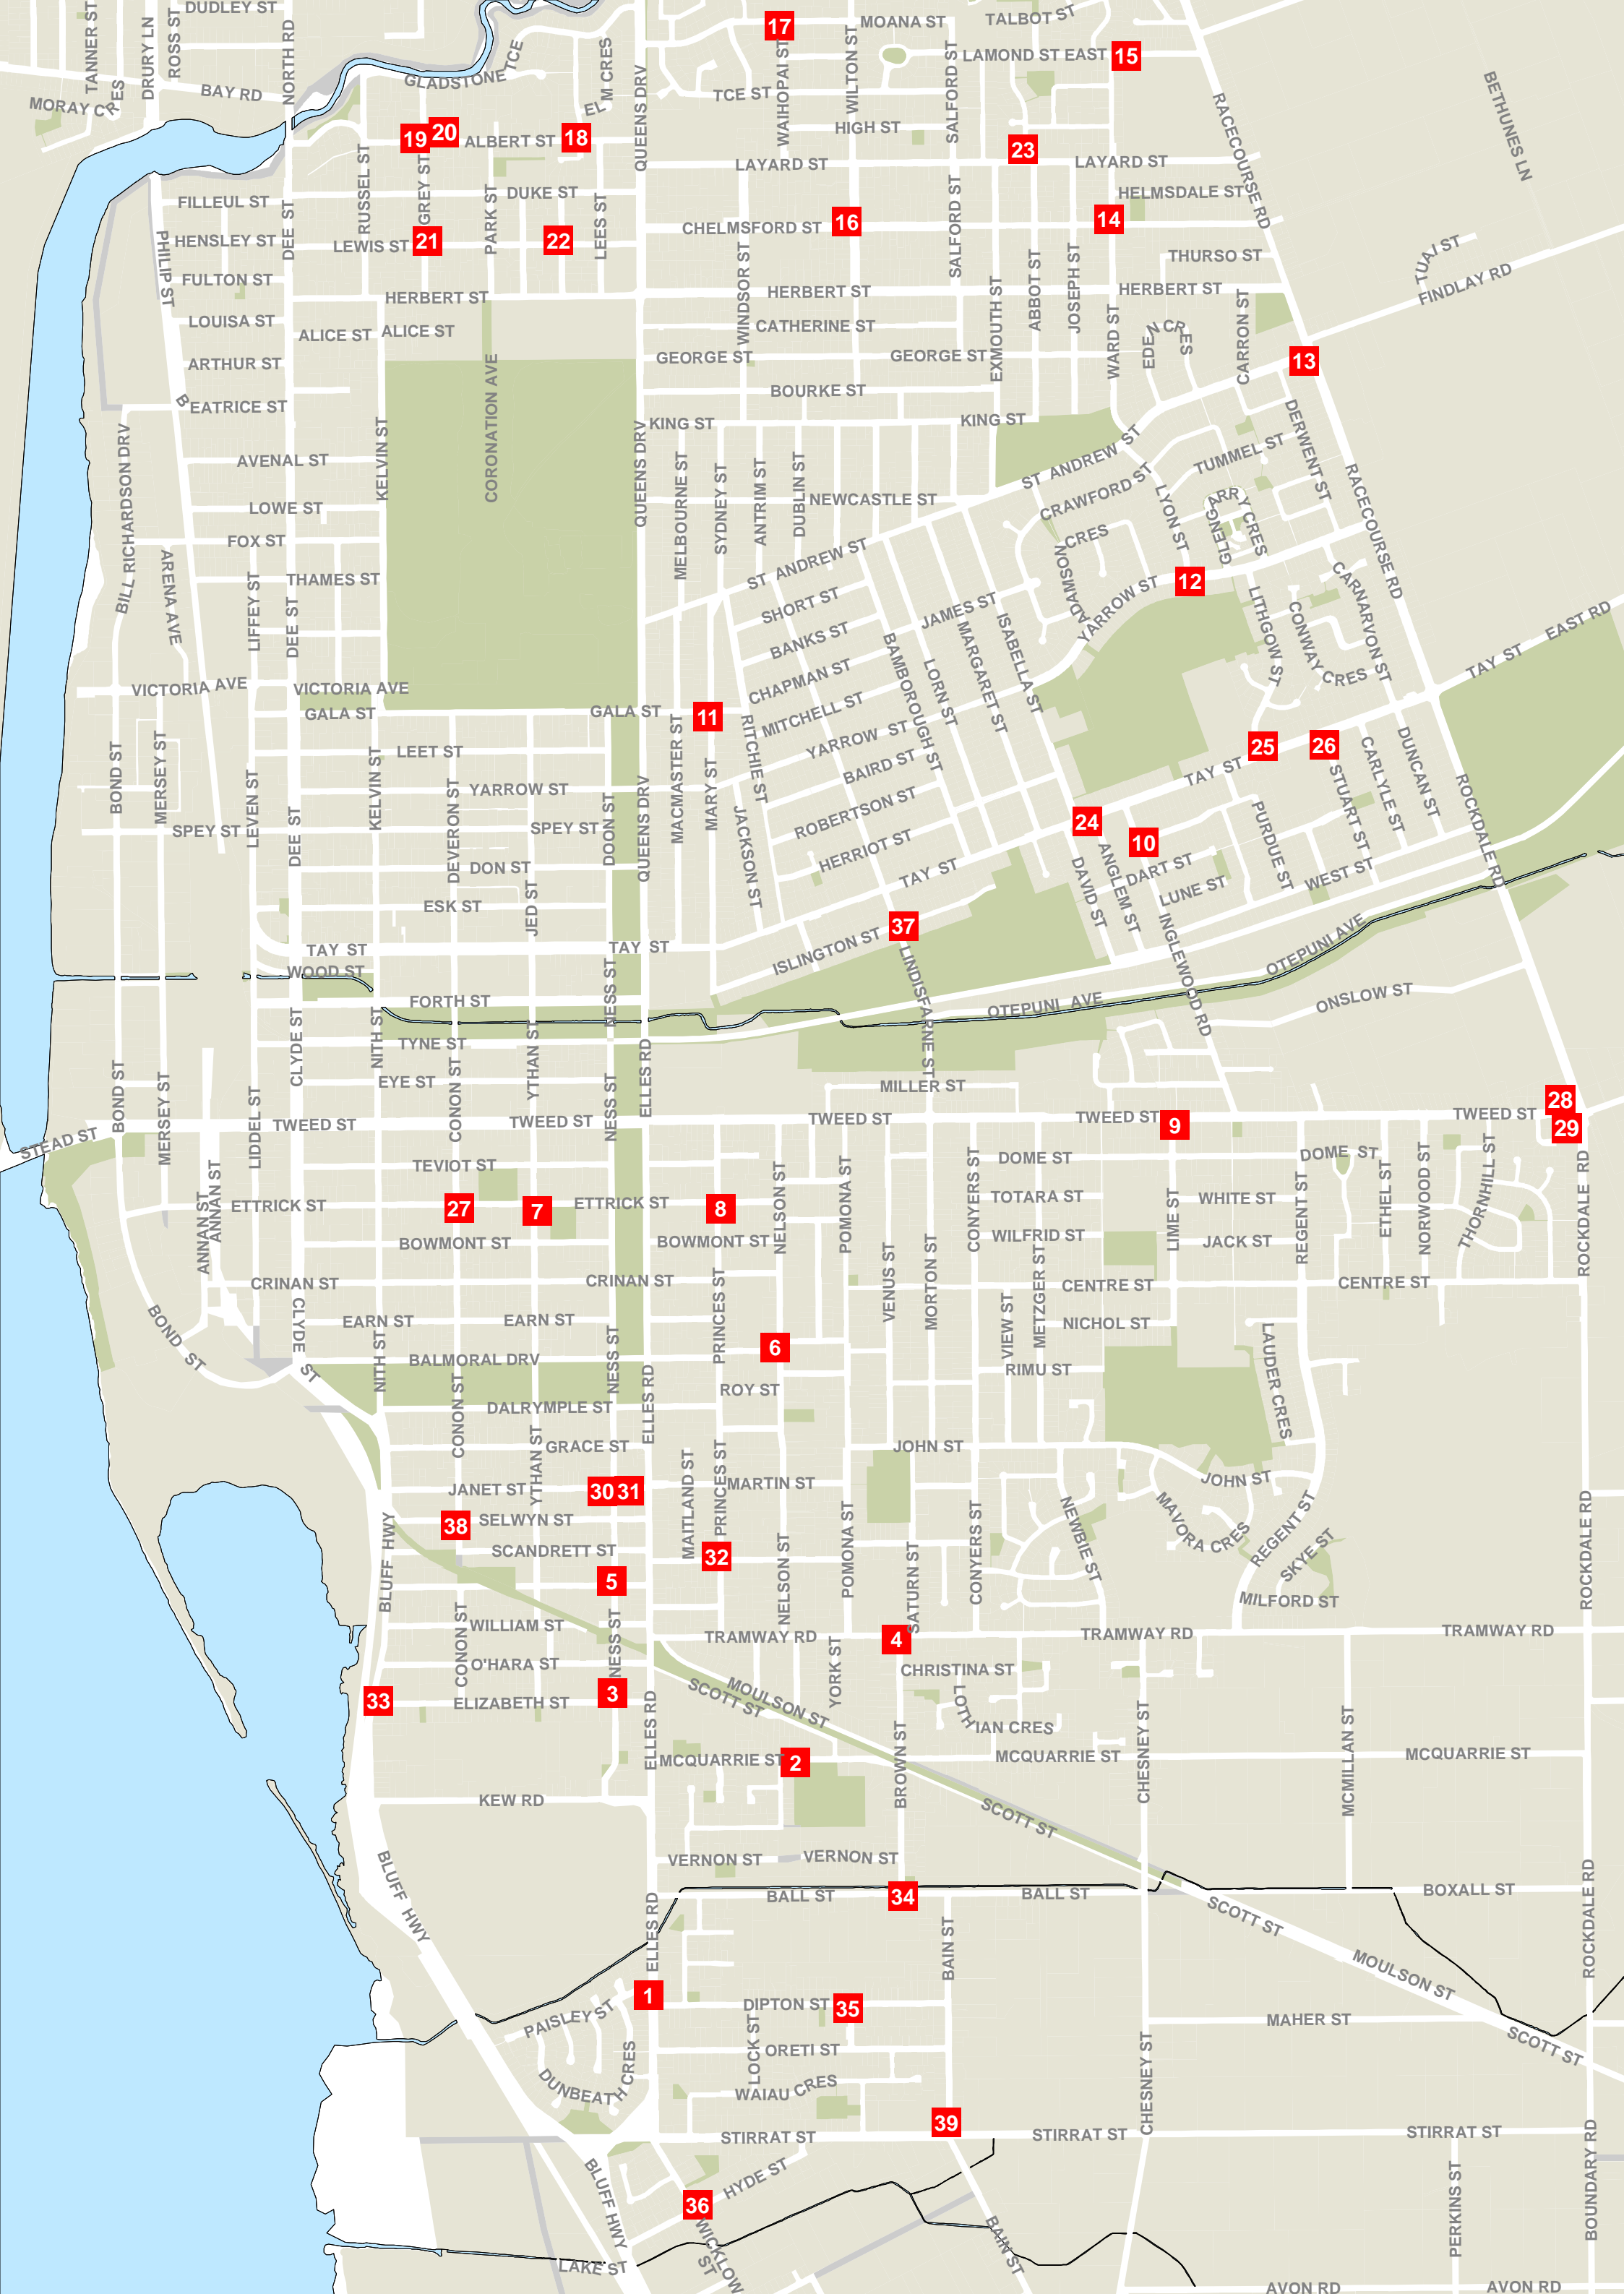 DUDLEY ST
TANNER ST
DRURY LN
ROSS ST
NORTH RD
BAY RD
MORAY CRES
GLADSTONE TCE
ELM CRES
QUEENS DRV
17
MOANA ST
TALBOT ST
LAMOND ST EAST
15
TCE ST
WAIHOPAI ST
WILTON ST
SALFORD ST
HIGH ST
RACECOURSE RD
BETHUNES LN
19
20
ALBERT ST
18
23
LAYARD ST
LAYARD ST
RUSSEL ST
GREY ST
DUKE ST
HELMSDALE ST
FILLEUL ST
DEE ST
PARK ST
LEES ST
SALFORD ST
CHELMSFORD ST
16
14
PHILIP ST
HENSLEY ST
LEWIS ST
21
22
WINDSOR ST
THURSO ST
TUAI ST
FINDLAY RD
FULTON ST
HERBERT ST
HERBERT ST
HERBERT ST
EXMOUTH ST
ABBOT ST
JOSEPH ST
WARD ST
CARRON ST
LOUISA ST
ALICE ST
ALICE ST
CATHERINE ST
EDEN CRES
ARTHUR ST
GEORGE ST
GEORGE ST
13
BEATRICE ST
BOURKE ST
CORONATION AVE
KELVIN ST
QUEENS DRV
KING ST
KING ST
DERWENT ST
BILL RICHARDSON DRV
AVENAL ST
MELBOURNE ST
SYDNEY ST
ANTRIM ST
DUBLIN ST
ST ANDREW ST
TUMMEL ST
RACECOURSE RD
LOWE ST
NEWCASTLE ST
CRAWFORD ST
LYON ST
GLENGARRY CRES
FOX ST
ARENA AVE
ST ANDREW ST
ADAMSON CRES
THAMES ST
LIFFEY ST
DEE ST
SHORT ST
JAMES ST
YARROW ST
12
LITHGOW ST
CONWAY CRES
CARNARVON ST
BANKS ST
BAMBOROUGH ST
MARGARET ST
ISABELLA ST
EAST RD
TAY ST
VICTORIA AVE
VICTORIA AVE
CHAPMAN ST
LORN ST
GALA ST
GALA ST
11
MITCHELL ST
BOND ST
MERSEY ST
LEET ST
MACMASTER ST
RITCHIE ST
YARROW ST
25
26
TAY ST
CARLYLE ST
DUNCAN ST
STUART ST
KELVIN ST
LEVEN ST
DEE ST
DEVERON ST
YARROW ST
DOON ST
QUEENS DRV
MARY ST
BAIRD ST
ROCKDALE RD
SPEY ST
SPEY ST
JACKSON ST
ROBERTSON ST
24
10
PURDUE ST
DON ST
HERRIOT ST
DAVID ST
ANGLEM ST
DART ST
WEST ST
JED ST
ESK ST
TAY ST
LUNE ST
TAY ST
TAY ST
ISLINGTON ST
37
INGLEWOOD RD
OTEPUNI AVE
WOOD ST
FORTH ST
NESS ST
LINDISFARNE ST
OTEPUNI AVE
ONSLOW ST
CLYDE ST
NITH ST
TYNE ST
YTHAN ST
ELLES RD
EYE ST
CONON ST
MILLER ST
BOND ST
MERSEY ST
LIDDEL ST
NESS ST
28
29
STEAD ST
TWEED ST
TWEED ST
TWEED ST
TWEED ST
9
TWEED ST
TEVIOT ST
NELSON ST
POMONA ST
CONYERS ST
DOME ST
DOME ST
ETHEL ST
NORWOOD ST
THORNHILL ST
ROCKDALE RD
ANNAN ST
ANNAN ST
ETTRICK ST
27
7
ETTRICK ST
8
TOTARA ST
LIME ST
WHITE ST
REGENT ST
BOWMONT ST
BOWMONT ST
VENUS ST
MORTON ST
WILFRID ST
JACK ST
CRINAN ST
CRINAN ST
PRINCES ST
METZGER ST
CENTRE ST
CENTRE ST
BOND ST
CLYDE ST
EARN ST
EARN ST
VIEW ST
NICHOL ST
NITH ST
BALMORAL DRV
NESS ST
6
LAUDER CRES
RIMU ST
CONON ST
DALRYMPLE ST
ELLES RD
ROY ST
GRACE ST
JOHN ST
YTHAN ST
JANET ST
30
31
MAITLAND ST
PRINCES ST
MARTIN ST
JOHN ST
BLUFF HWY
38
SELWYN ST
NELSON ST
POMONA ST
CONYERS ST
NEWBIE ST
MAVORA CRES
REGENT ST
SKYE ST
ROCKDALE RD
SCANDRETT ST
32
5
SATURN ST
MILFORD ST
CONON ST
WILLIAM ST
NESS ST
TRAMWAY RD
4
TRAMWAY RD
TRAMWAY RD
O'HARA ST
YORK ST
CHRISTINA ST
33
ELIZABETH ST
3
ELLES RD
SCOTT ST
MOULSON ST
LOTHIAN CRES
CHESNEY ST
MCMILLAN ST
MCQUARRIE ST
2
BROWN ST
MCQUARRIE ST
MCQUARRIE ST
KEW RD
SCOTT ST
VERNON ST
VERNON ST
BLUFF HWY
BALL ST
34
BALL ST
SCOTT ST
BOXALL ST
ROCKDALE RD
ELLES RD
BAIN ST
MOULSON ST
1
DIPTON ST
35
PAISLEY ST
MAHER ST
SCOTT ST
DUNBEATH CRES
LOCK ST
ORETI ST
CHESNEY ST
WAIAU CRES
39
STIRRAT ST
STIRRAT ST
STIRRAT ST
BOUNDARY RD
BLUFF HWY
HYDE ST
36
PERKINS ST
WICKLOW ST
BAIN ST
LAKE ST
AVON RD
AVON RD